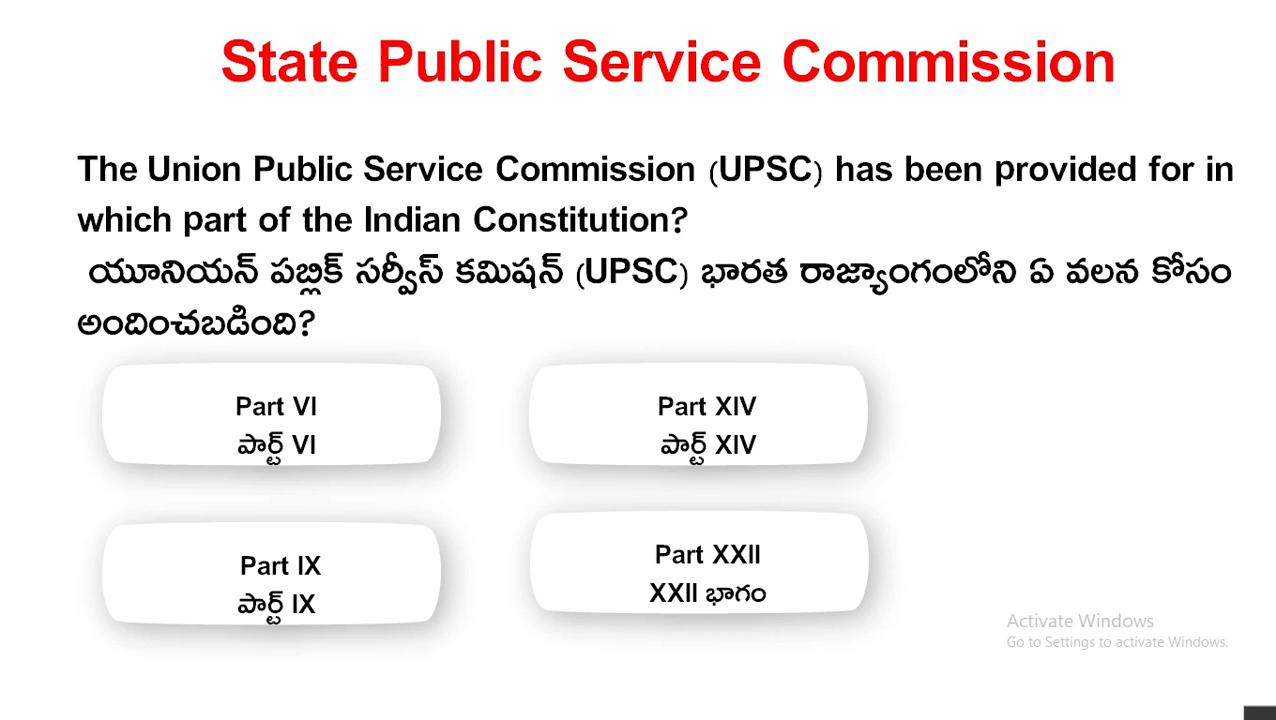 State Public Service Commission
The Union Public Service Commission (UPSC) has been provided for in
which part of the Indian Constitution?
యూనియన్ పబ్లిక్ సర్వీస్ కమిషన్ (UPSC) భారత రాజ్యాంగంలోని ఏ వలన కోసం
అందించబడింది?
Part VI
పార్ట్ VI
Part XIV
పార్ట్ XIV
Part IX
పార్ట్ IX
Part XXII
XXII భాగం
Activate Windows
Go to Settings to activate Windows.